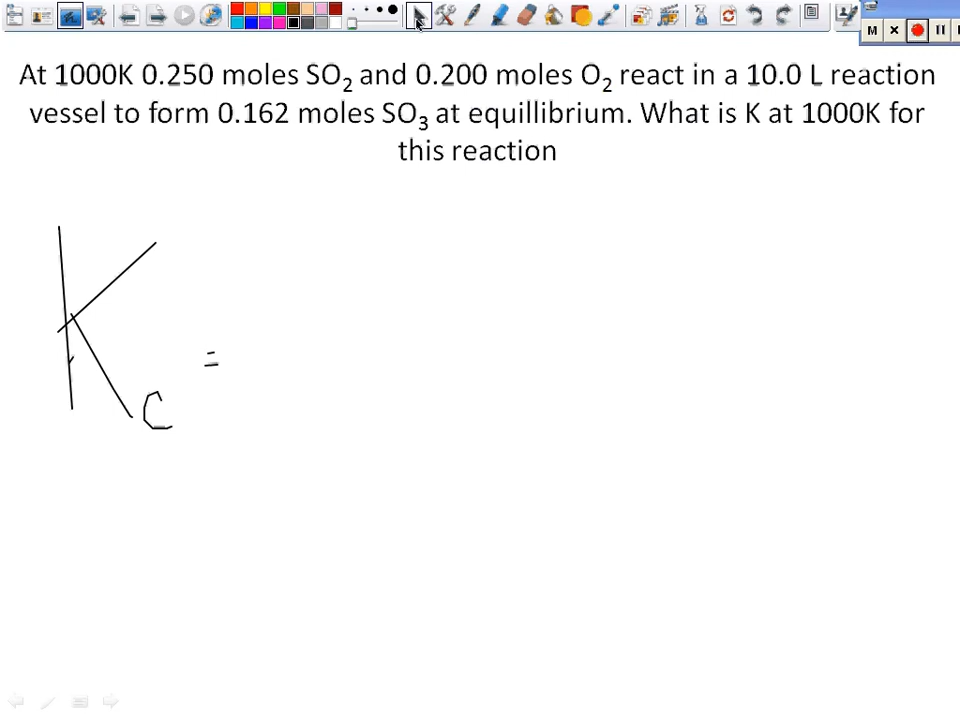 M
At 1000K 0.250 moles SO₂ and 0.200 moles O₂ react in a 10.0 L reaction
vessel to form 0.162 moles SO₃ at equillibrium. What is K at 1000K for
this reaction
K_C =